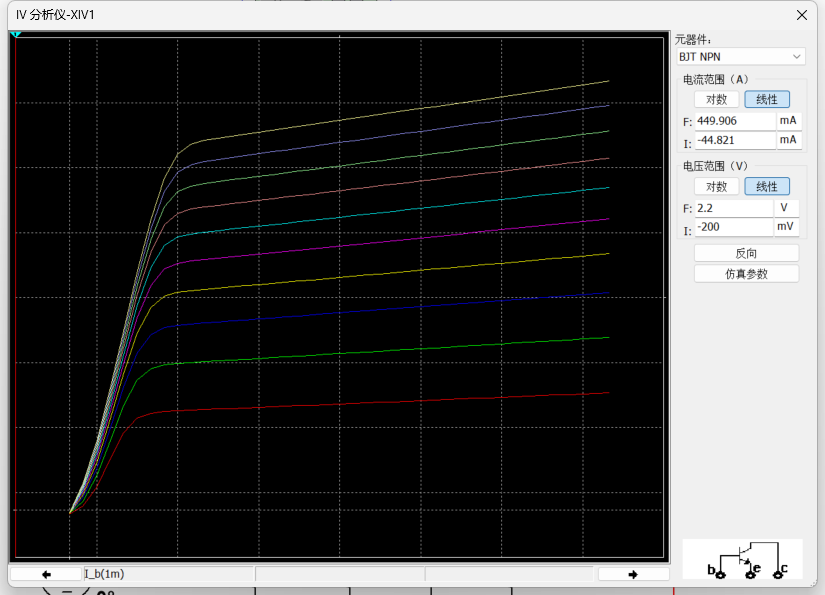 IV 分析仪-XIV1
元器件：
BJT NPN
电流范围（A）
对数 线性
F: 449.906 mA
I: -44.821 mA
电压范围（V）
对数 线性
F: 2.2 V
I: -200 mV
反向
仿真参数
I_b(1m)
b e c